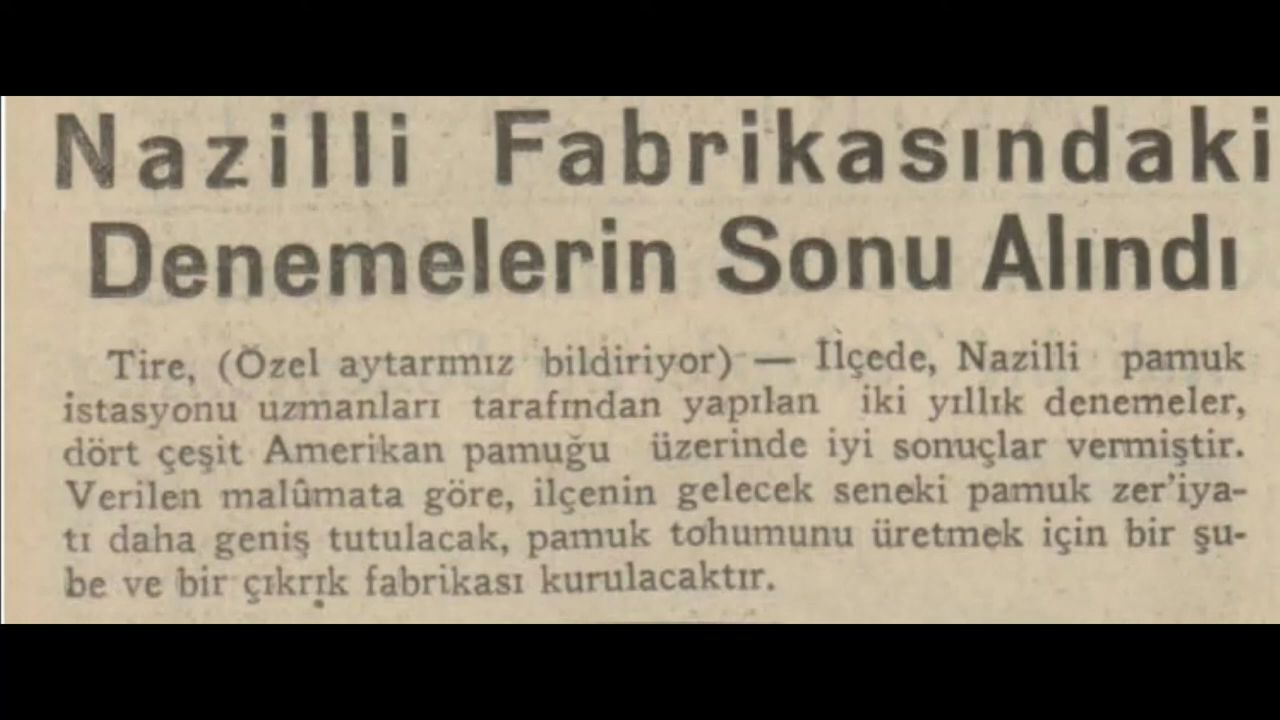 Nazilli Fabrikasındaki
Denemelerin Sonu Alındı
Tire, (Özel aytarımız bildiriyor) — İlçede, Nazilli pamuk
istasyonu uzmanları tarafından yapılan iki yıllık denemeler,
dört çeşit Amerikan pamuğu üzerinde iyi sonuçlar vermiştir.
Verilen malûmata göre, ilçenin gelecek seneki pamuk zer'iya-
tı daha geniş tutulacak, pamuk tohumunu üretmek için bir şu-
be ve bir çıkrık fabrikası kurulacaktır.